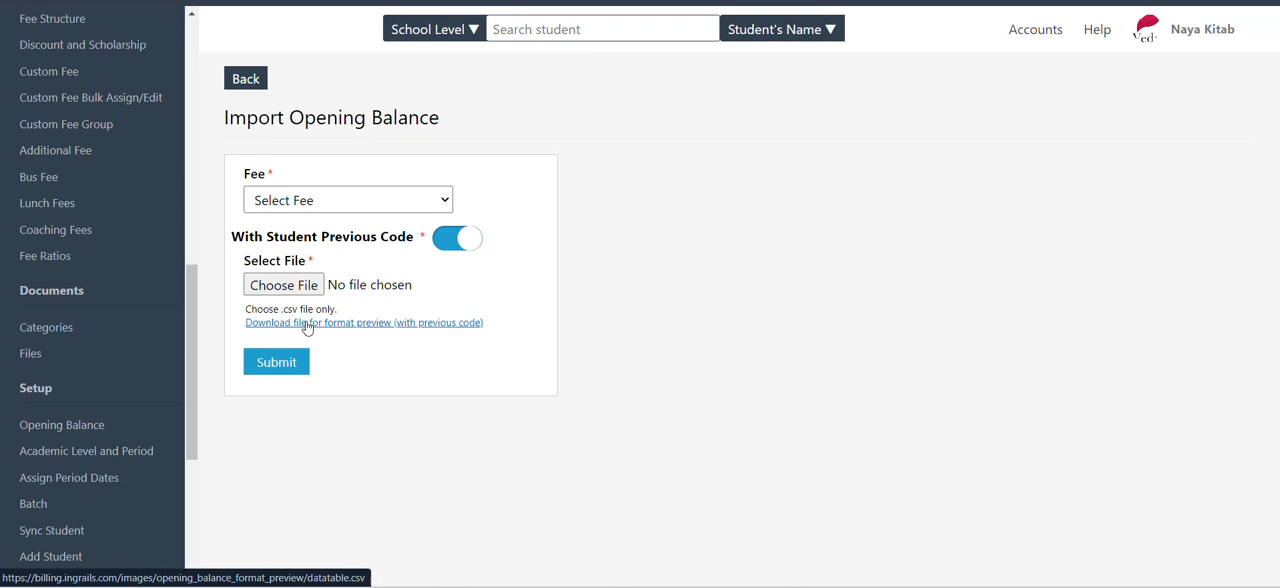 Fee Structure
Discount and Scholarship
Custom Fee
Custom Fee Bulk Assign/Edit
Custom Fee Group
Additional Fee
Bus Fee
Lunch Fees
Coaching Fees
Fee Ratios
Documents
Categories
Files
Setup
Opening Balance
Academic Level and Period
Assign Period Dates
Batch
Sync Student
Add Student
School Level ▼ Search student Student's Name ▼
Accounts Help Naya Kitab
Back
Import Opening Balance
Fee *
Select Fee
With Student Previous Code *
Select File *
Choose File No file chosen
Choose .csv file only.
Download file for format preview (with previous code)
Submit
https://billing.ingrails.com/images/opening_balance_format_preview/datatable.csv